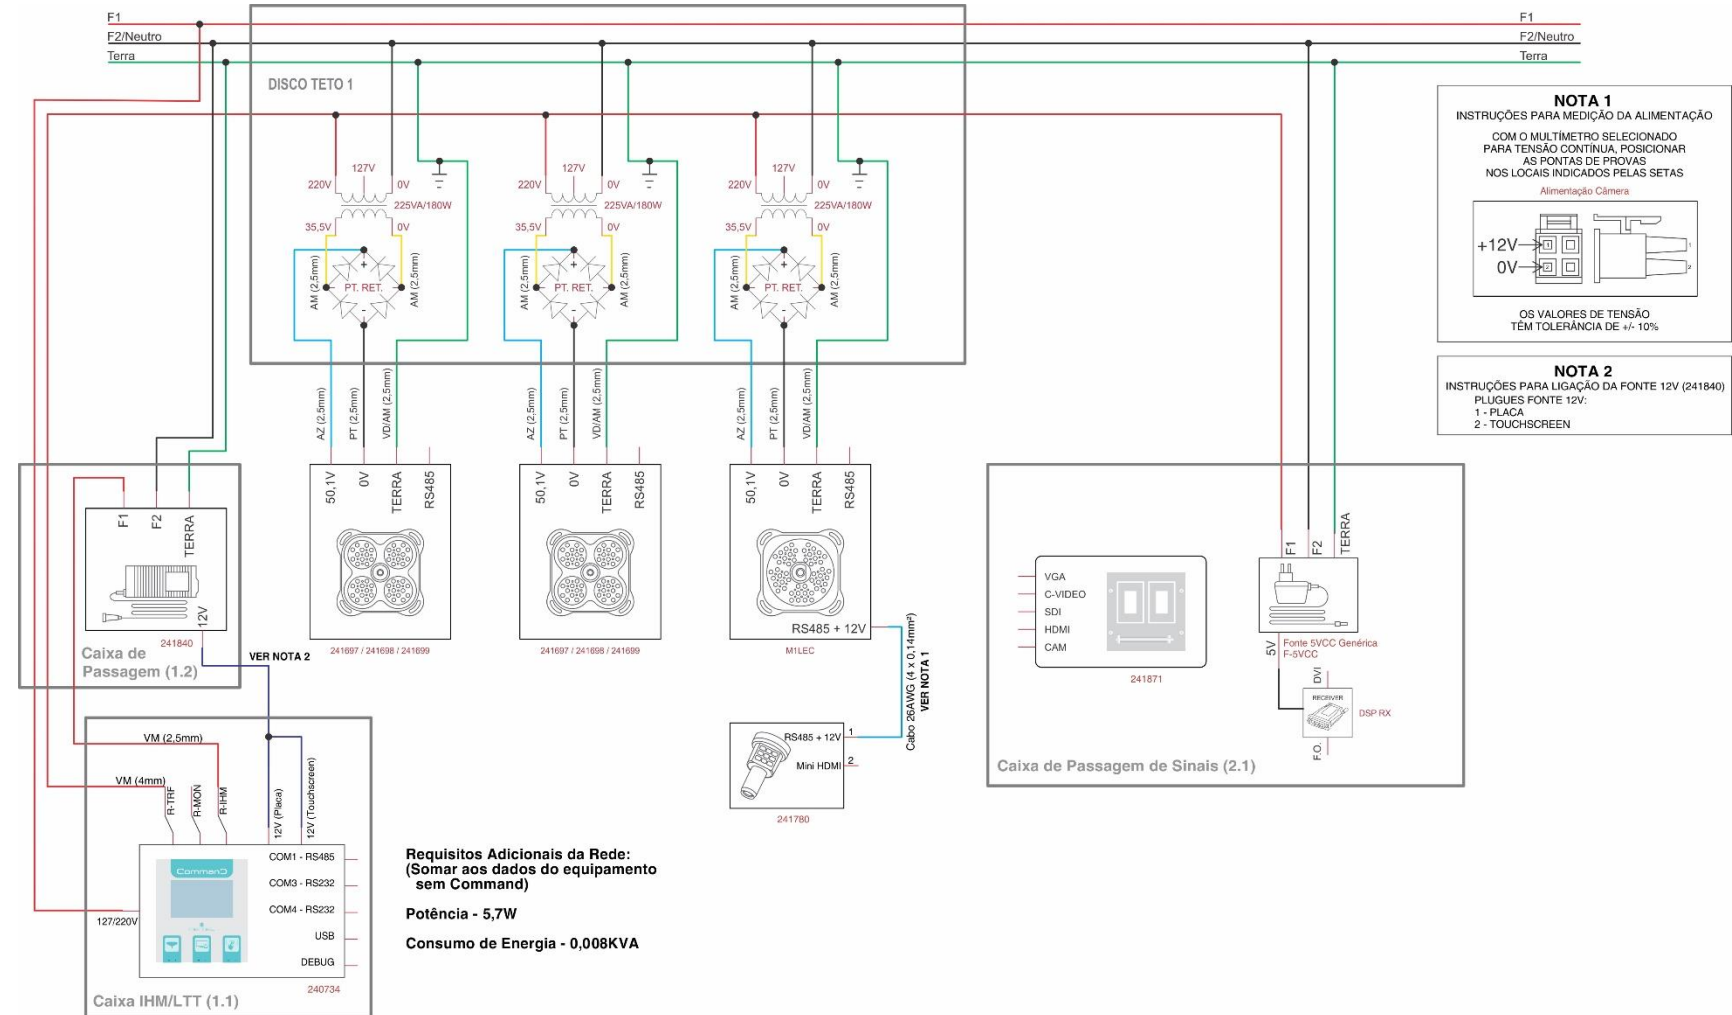 F1
F2/Neutro
Terra
F1
F2/Neutro
Terra
DISCO TETO 1
127V
220V
0V
225VA/180W
35,5V
0V
AM (2,5mm)
+
PT. RET.
-
AM (2,5mm)
127V
220V
0V
225VA/180W
35,5V
0V
AM (2,5mm)
+
PT. RET.
-
AM (2,5mm)
127V
220V
0V
225VA/180W
35,5V
0V
AM (2,5mm)
+
PT. RET.
-
AM (2,5mm)
AZ (2,5mm)
PT (2,5mm)
VD/AM (2,5mm)
AZ (2,5mm)
PT (2,5mm)
VD/AM (2,5mm)
AZ (2,5mm)
PT (2,5mm)
VD/AM (2,5mm)
50,1V
0V
TERRA
RS485
241697 / 241698 / 241699
50,1V
0V
TERRA
RS485
241697 / 241698 / 241699
50,1V
0V
TERRA
RS485
RS485 + 12V
M1LEC
Cabo 26AWG (4 x 0,14mm²)
VER NOTA 1
RS485 + 12V
1
Mini HDMI
2
241780
NOTA 1
INSTRUÇÕES PARA MEDIÇÃO DA ALIMENTAÇÃO
COM O MULTÍMETRO SELECIONADO
PARA TENSÃO CONTÍNUA, POSICIONAR
AS PONTAS DE PROVAS
NOS LOCAIS INDICADOS PELAS SETAS
Alimentação Câmera
+12V
1
1
0V
2
2
OS VALORES DE TENSÃO
TÊM TOLERÂNCIA DE +/- 10%
NOTA 2
INSTRUÇÕES PARA LIGAÇÃO DA FONTE 12V (241840)
PLUGUES FONTE 12V:
1 - PLACA
2 - TOUCHSCREEN
F1
F2
TERRA
12V
241840
Caixa de
Passagem (1.2)
VER NOTA 2
VM (2,5mm)
VM (4mm)
R-TRF
R-MON
R-IHM
12V (Placa)
12V (Touchscreen)
CommanD
COM1 - RS485
COM3 - RS232
COM4 - RS232
USB
DEBUG
127/220V
240734
Caixa IHM/LTT (1.1)
Requisitos Adicionais da Rede:
(Somar aos dados do equipamento
sem Command)
Potência - 5,7W
Consumo de Energia - 0,008KVA
VGA
C-VIDEO
SDI
HDMI
CAM
241871
F1
F2
TERRA
5V
Fonte 5VCC Genérica
F-5VCC
DVI
RECEIVER
DSP RX
F.O.
Caixa de Passagem de Sinais (2.1)